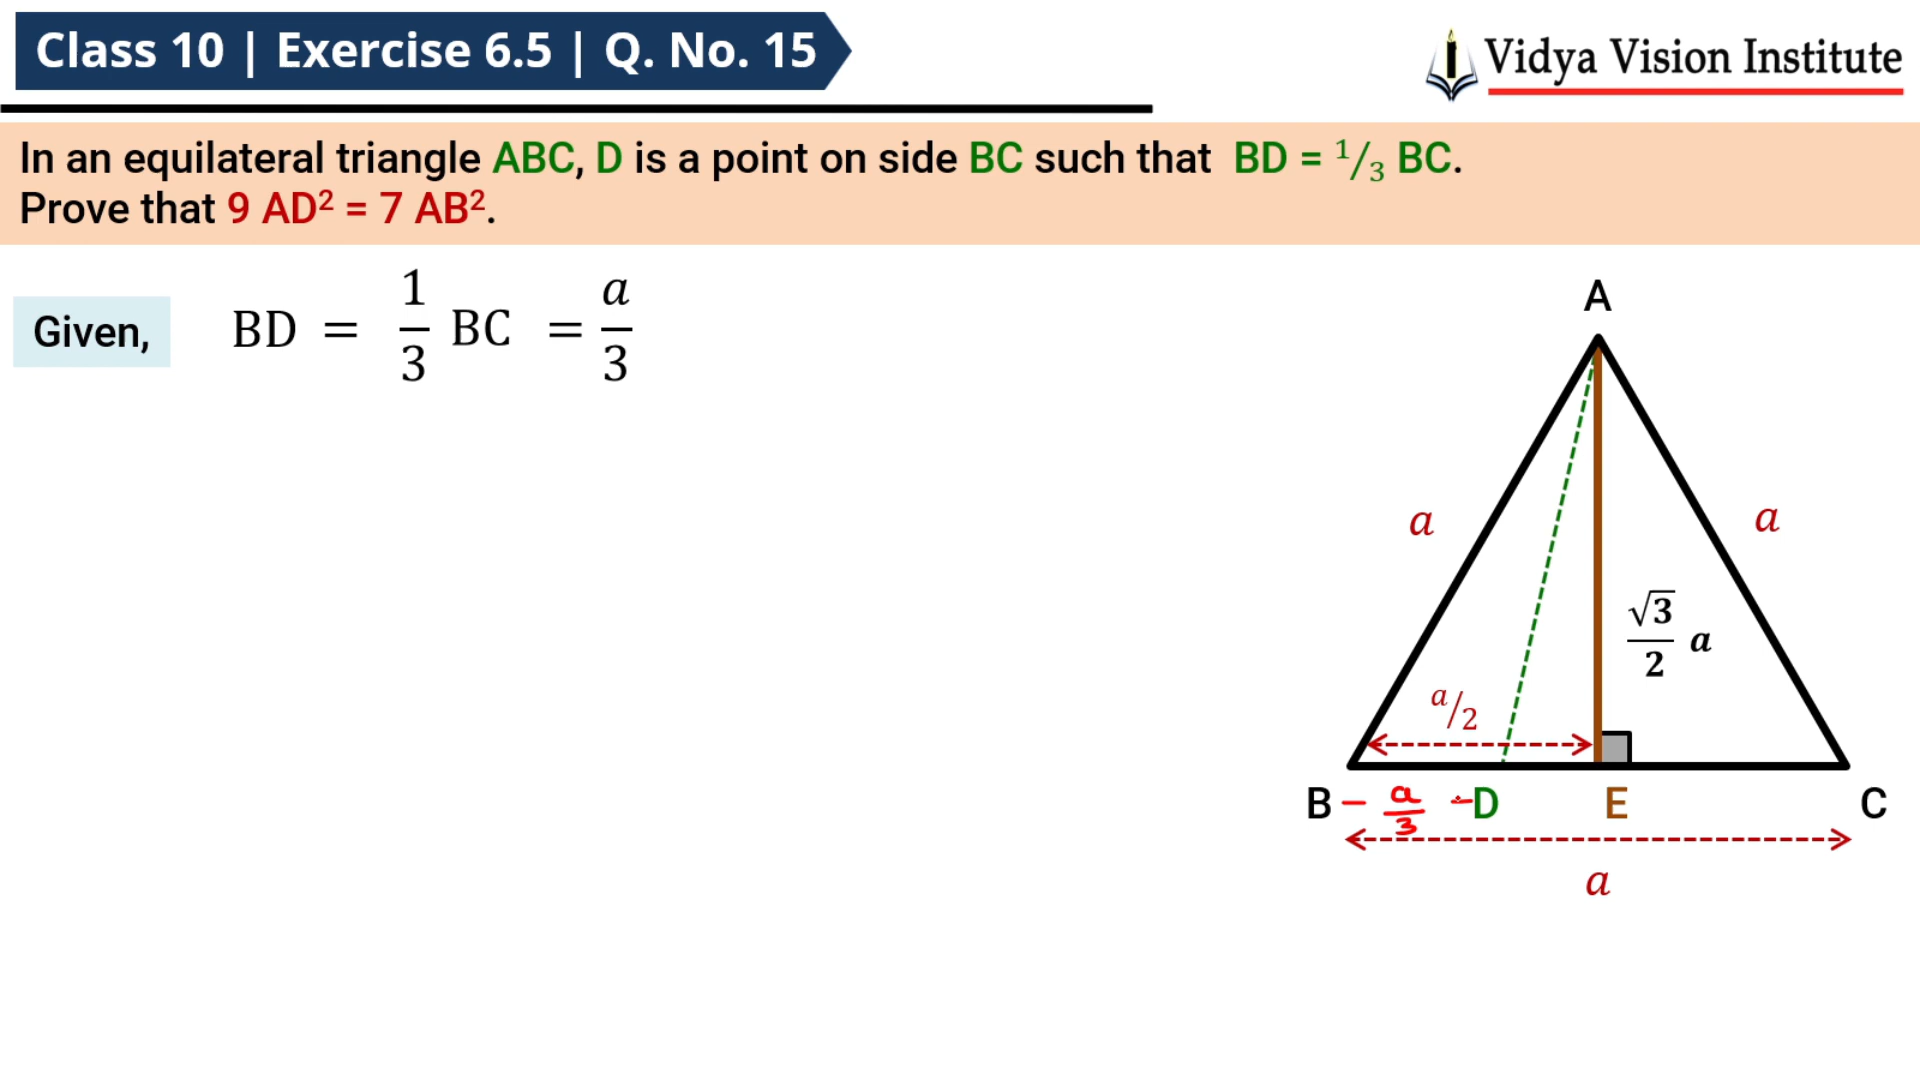 Class 10 | Exercise 6.5 | Q. No. 15
Vidya Vision Institute
In an equilateral triangle ABC, D is a point on side BC such that BD = 1/3 BC.
Prove that 9 AD² = 7 AB².
Given, BD = 1/3 BC = a/3
A
a
a
√3/2 a
a/2
B - a/3 - D E C
a